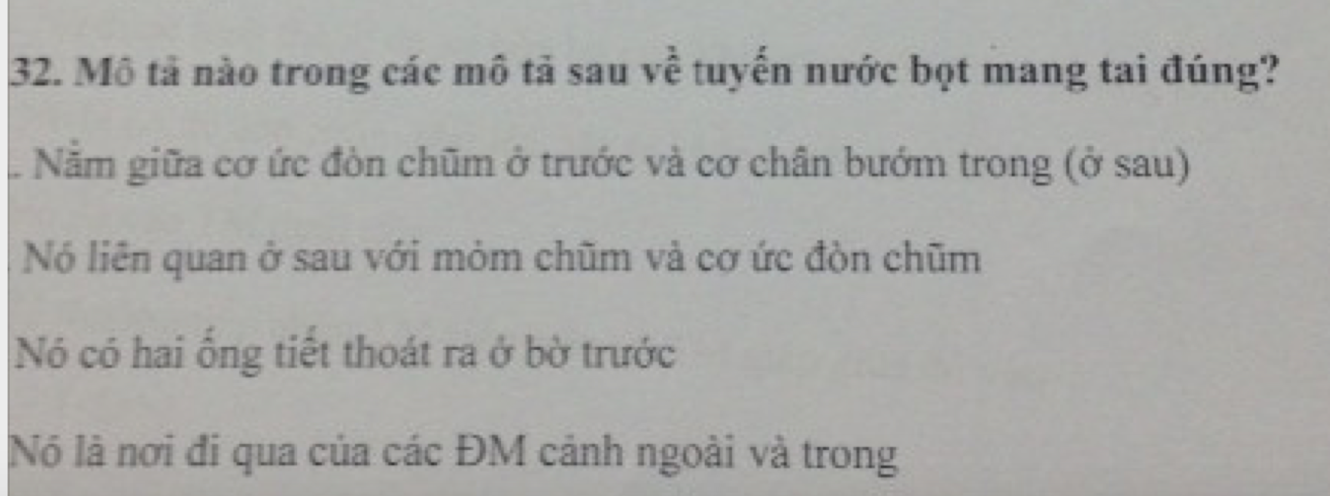 32. Mô tả nào trong các mô tả sau về tuyến nước bọt mang tai đúng?
. Nằm giữa cơ ức đòn chũm ở trước và cơ chân bướm trong (ở sau)
Nó liên quan ở sau với mỏm chũm và cơ ức đòn chũm
Nó có hai ống tiết thoát ra ở bờ trước
Nó là nơi đi qua của các ĐM cảnh ngoài và trong